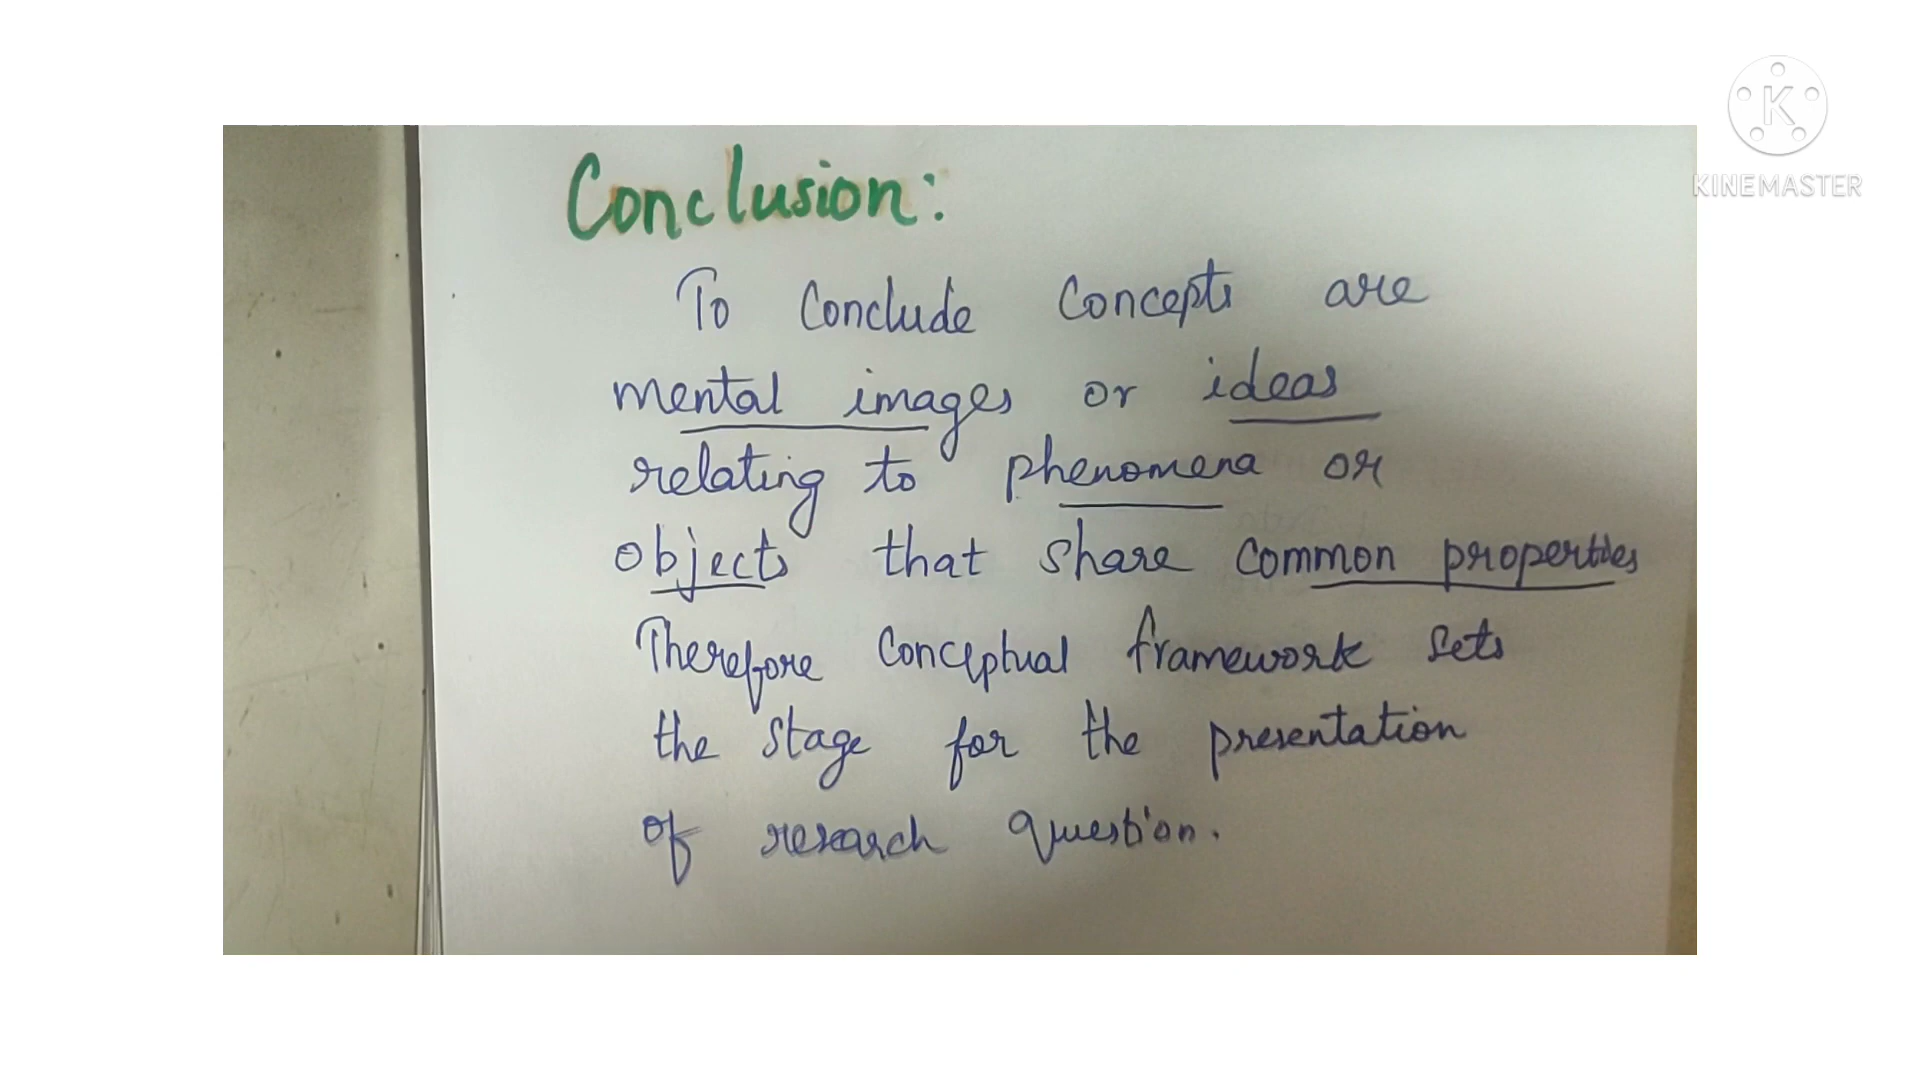 Conclusion:
To Conclude Concepts are
mental images or ideas
relating to phenomena or
objects that share common properties
Therefore Conceptual framework sets
the stage for the presentation
of research question.
K
KINEMASTER